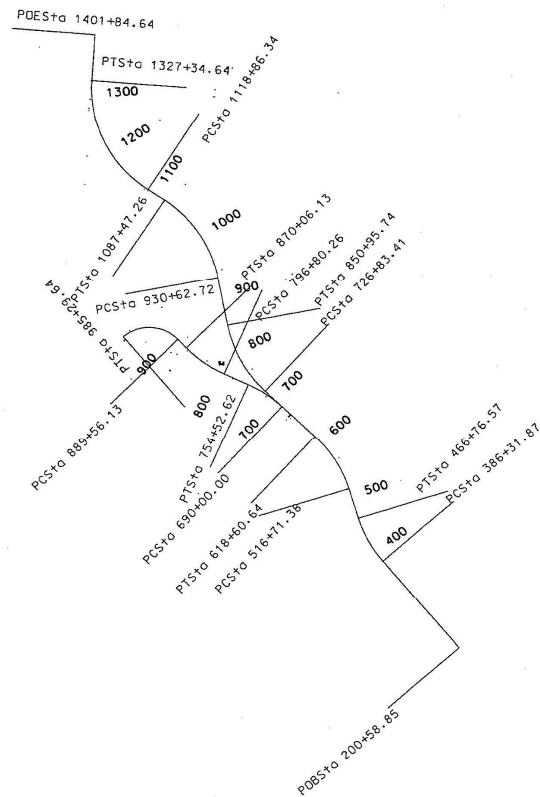 POESta 1401+84.64
PTSta 1327+34.64
1300
PCSta 1118+86.34
1200
1100
PTSta 1087+47.26
1000
PTSta 870+06.13
PCSta 796+80.26
PTSta 850+95.74
PCSta 726+83.41
PCSta 930+62.72
900
PTSta 985+29.64
800
900
700
800
PCSta 889+56.13
PTSta 754+52.62
700
600
PCSta 690+00.00
PTSta 618+60.64
PCSta 516+71.38
500
PTSta 466+76.57
PCSta 386+31.87
400
POBSta 200+58.85